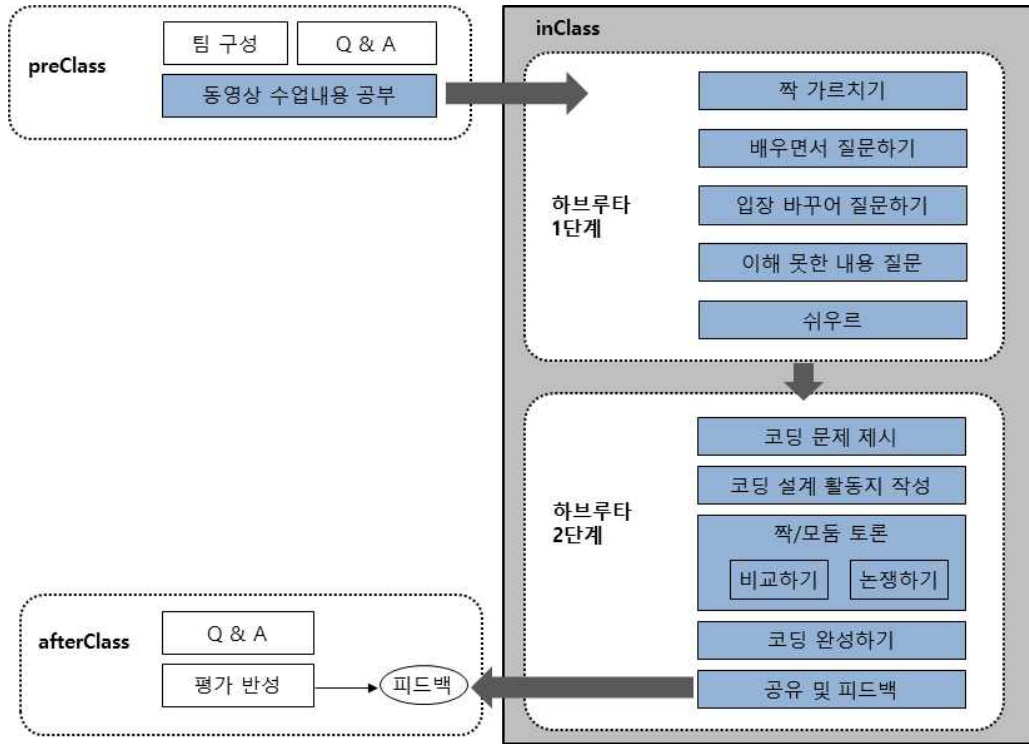 preClass
팀 구성
Q & A
동영상 수업내용 공부
inClass
하브루타
1단계
짝 가르치기
배우면서 질문하기
입장 바꾸어 질문하기
이해 못한 내용 질문
쉬우르
하브루타
2단계
코딩 문제 제시
코딩 설계 활동지 작성
짝/모둠 토론
비교하기
논쟁하기
코딩 완성하기
공유 및 피드백
afterClass
Q & A
평가 반성
피드백